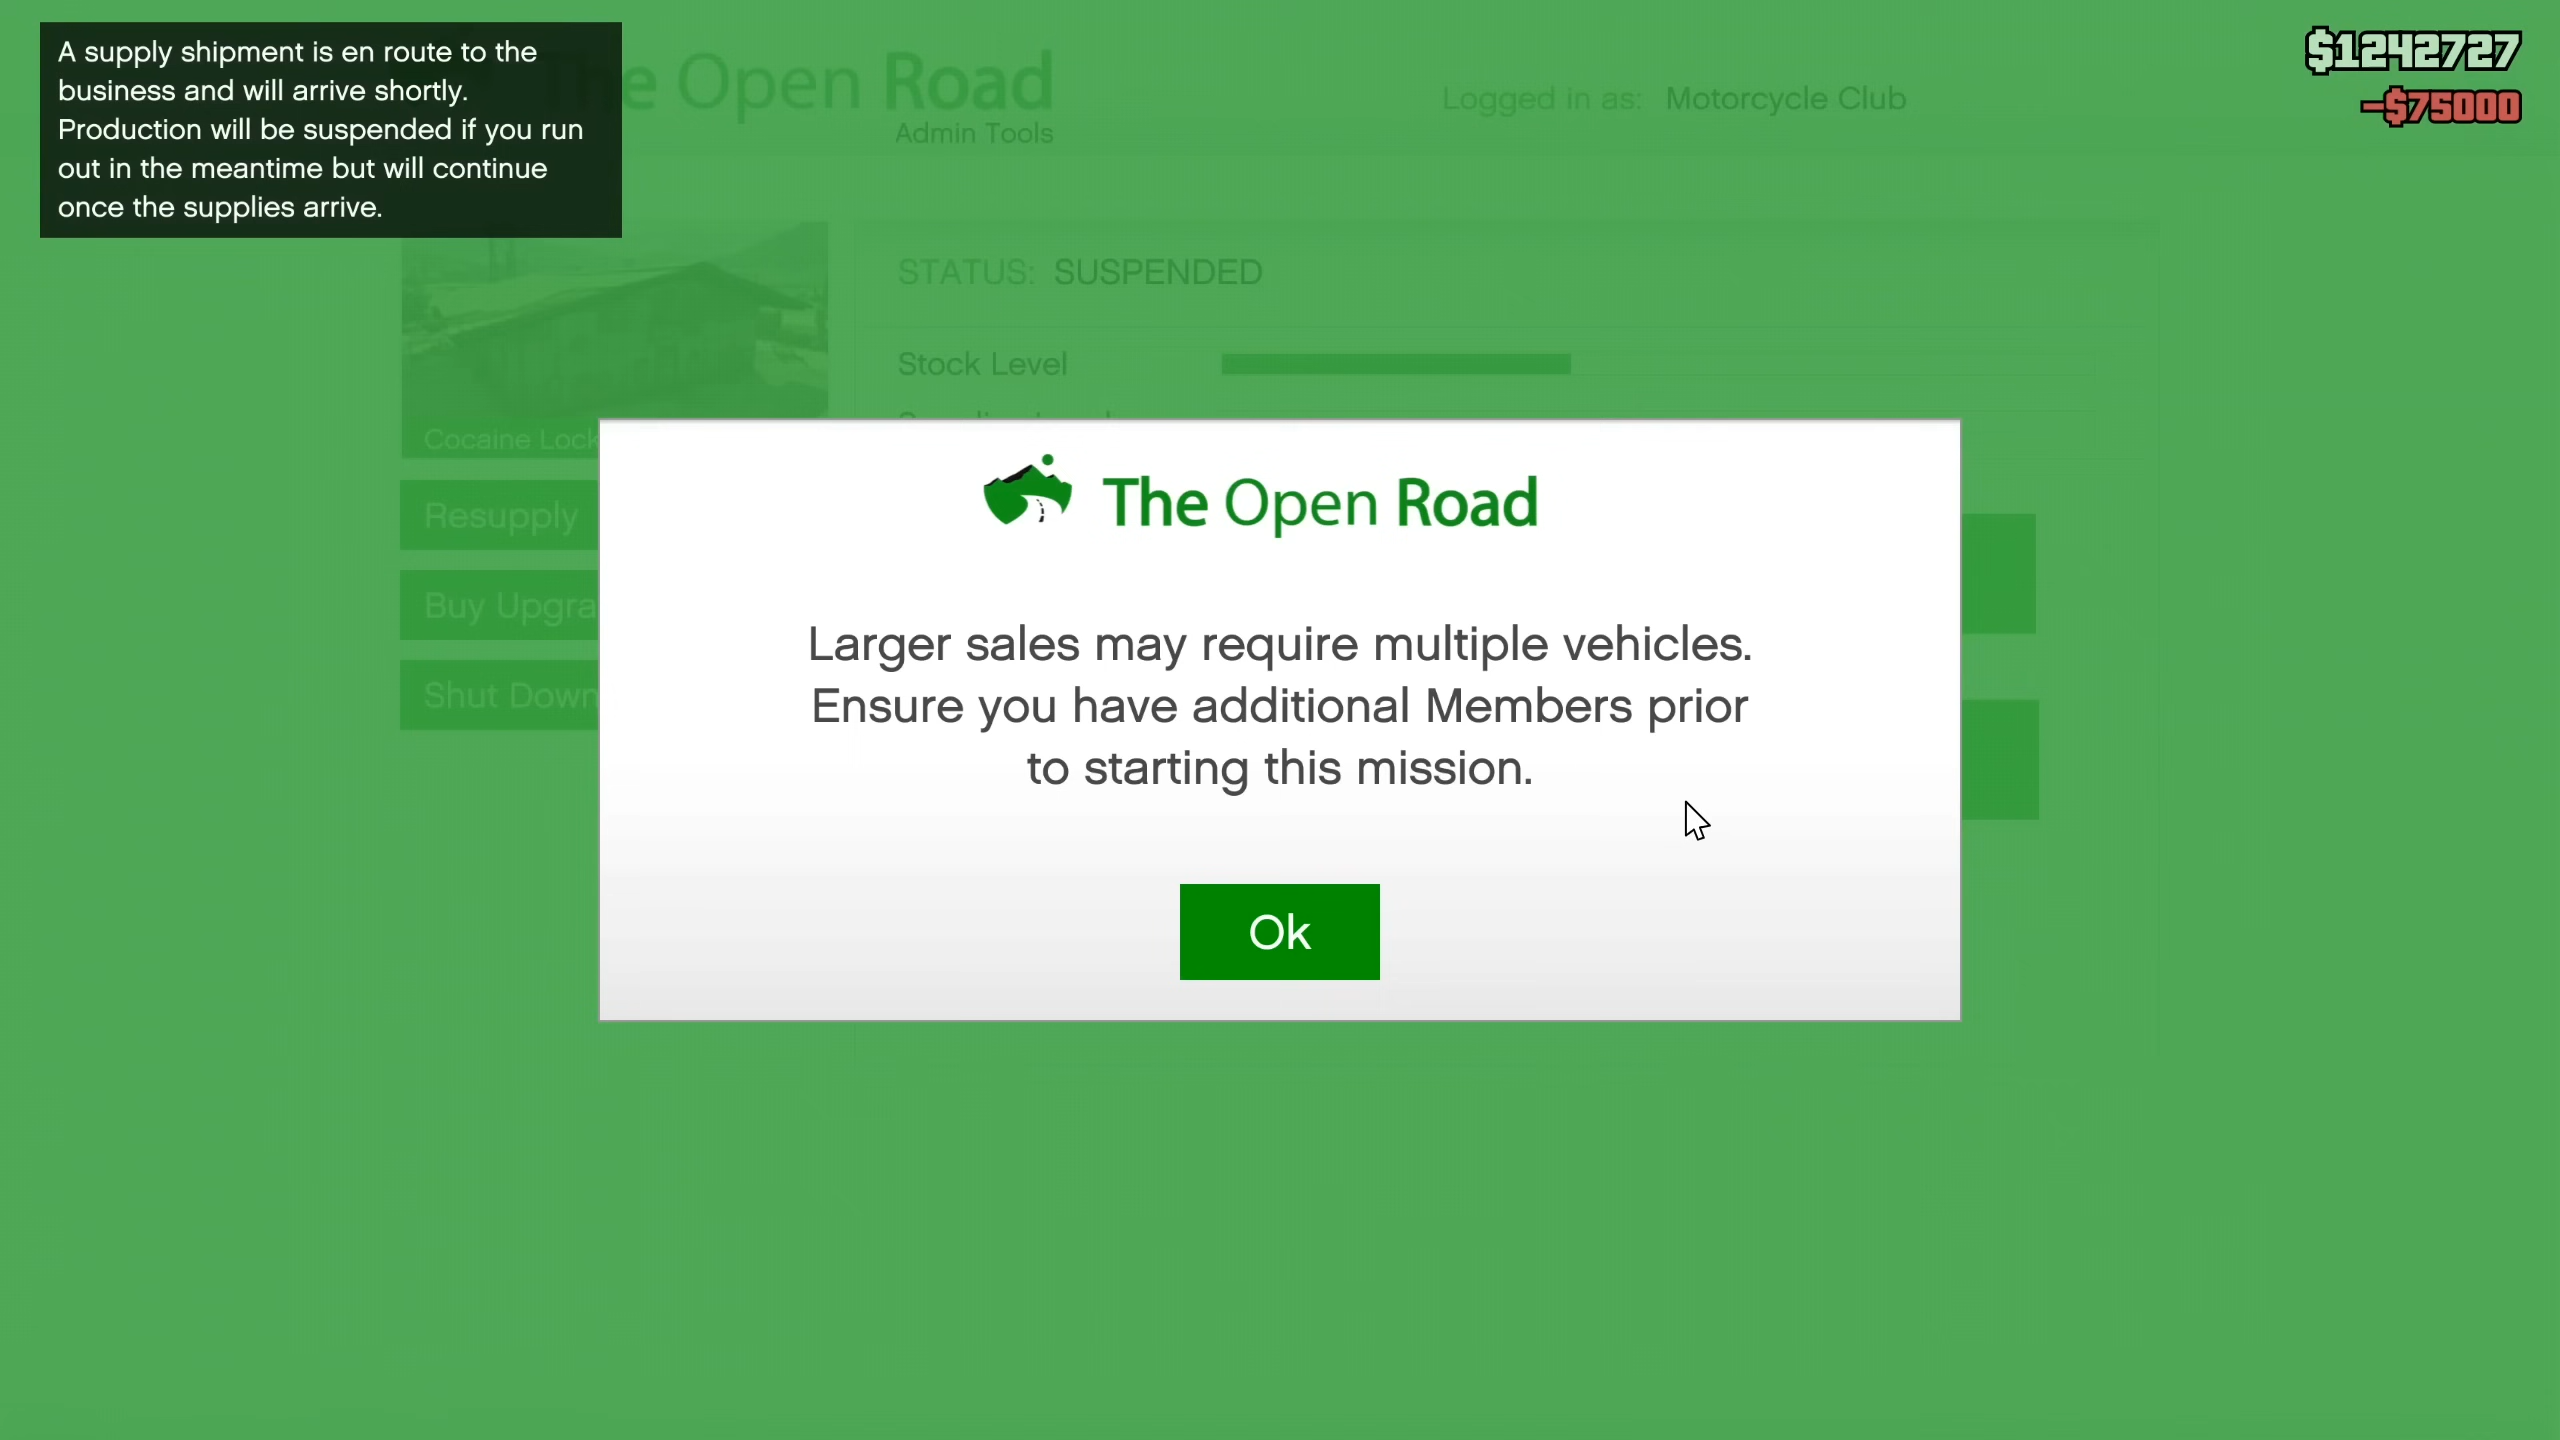 A supply shipment is en route to the
business and will arrive shortly.
Production will be suspended if you run
out in the meantime but will continue
once the supplies arrive.
$1242727
-$75000
The Open Road
Admin Tools
Logged in as: Motorcycle Club
STATUS: SUSPENDED
Stock Level
Cocaine Lock
Resupply
Buy Upgra
Shut Down
The Open Road
Larger sales may require multiple vehicles.
Ensure you have additional Members prior
to starting this mission.
Ok